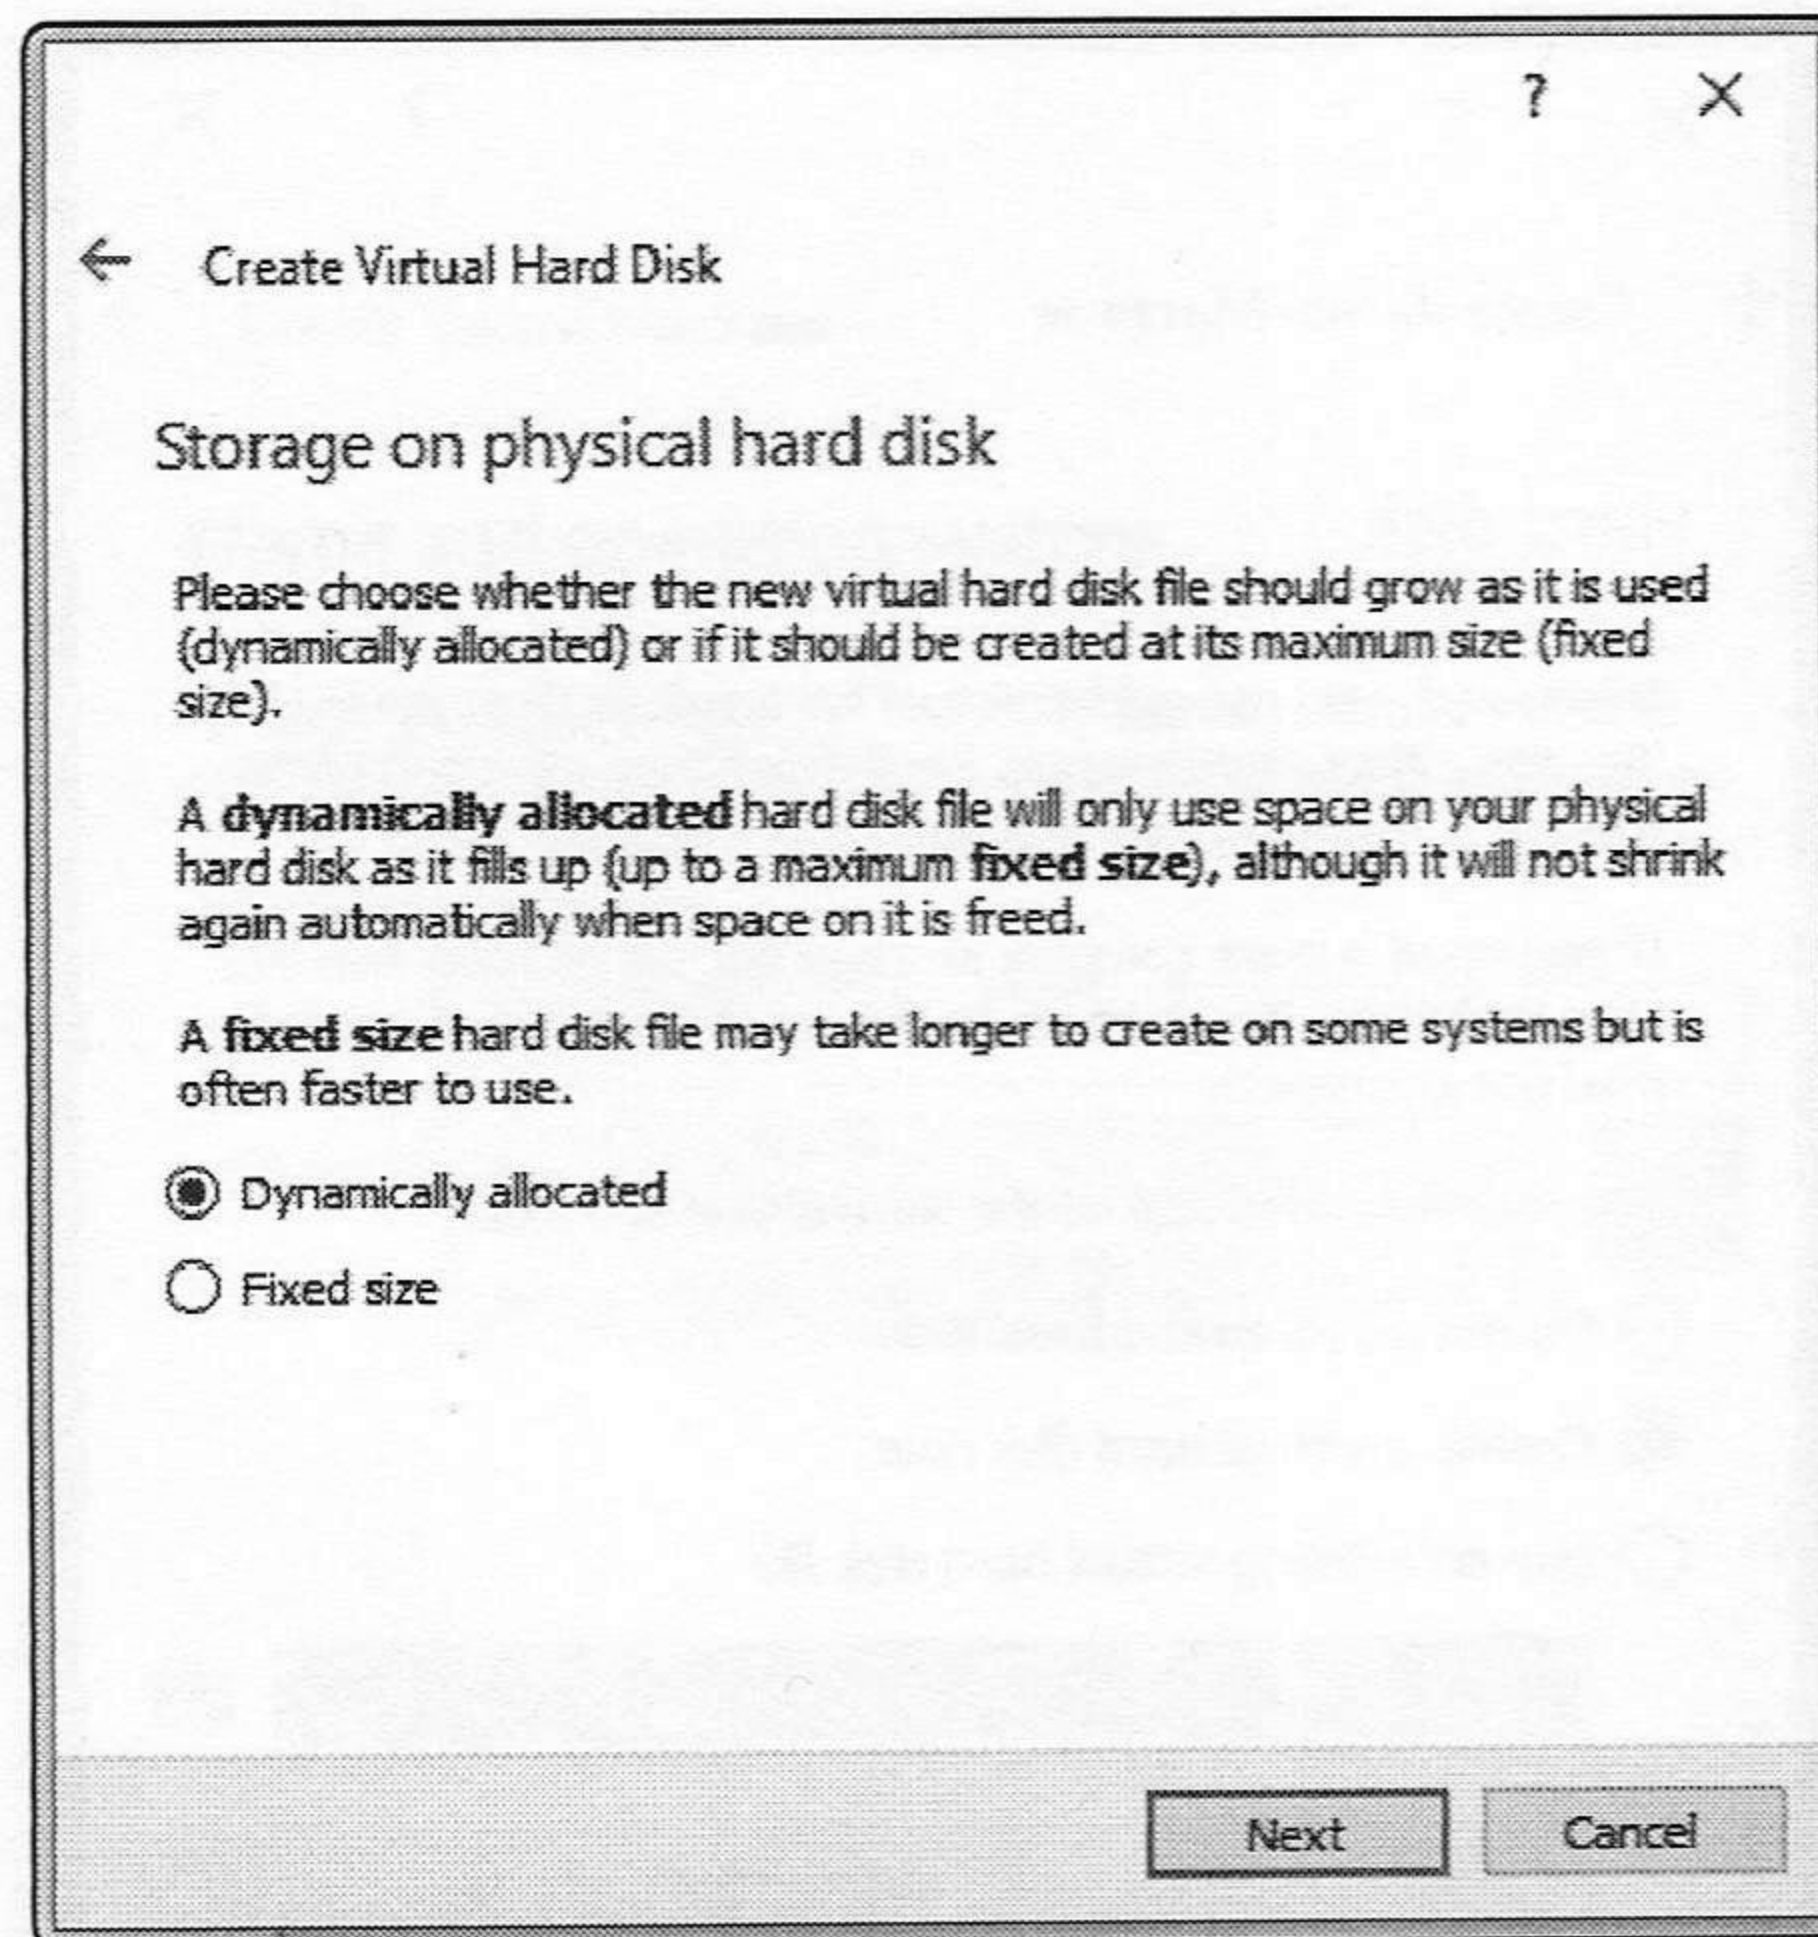 ?
Create Virtual Hard Disk
Storage on physical hard disk
Please choose whether the new virtual hard disk file should grow as it is used
(dynamically allocated) or if it should be created at its maximum size (fixed
size).
A dynamically allocated hard disk file will only use space on your physical
hard disk as it fills up (up to a maximum fixed size), although it will not shrink
again automatically when space on it is freed.
A fixed size hard disk file may take longer to create on some systems but is
often faster to use.
Dynamically allocated
Fixed size
Next Cancel